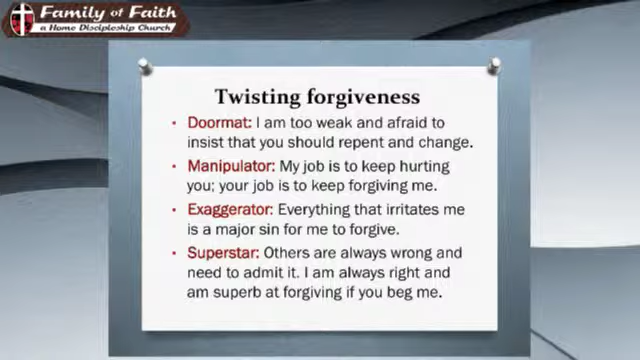 Family of Faith
a Home Discipleship Church
Twisting forgiveness
• Doormat: I am too weak and afraid to
insist that you should repent and change.
• Manipulator: My job is to keep hurting
you; your job is to keep forgiving me.
• Exaggerator: Everything that irritates me
is a major sin for me to forgive.
• Superstar: Others are always wrong and
need to admit it. I am always right and
am superb at forgiving if you beg me.